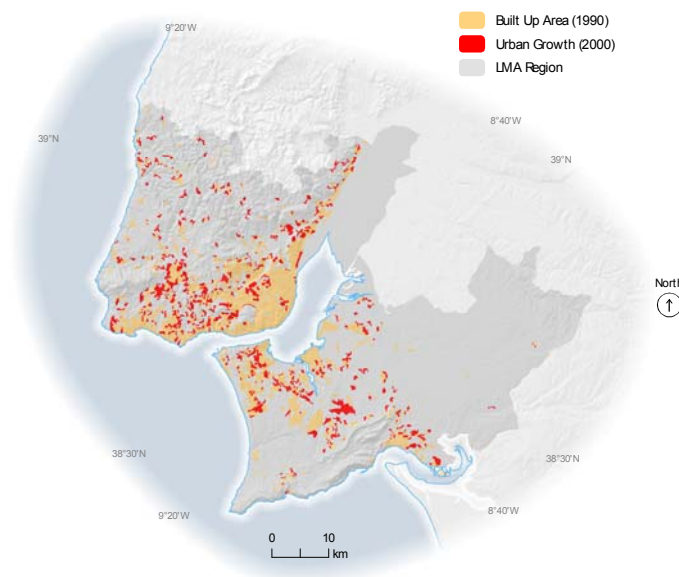 Built Up Area (1990)
Urban Growth (2000)
LMA Region
9°20'W
8°40'W
39°N
39°N
North
38°30'N
38°30'N
9°20'W
8°40'W
0 10
km